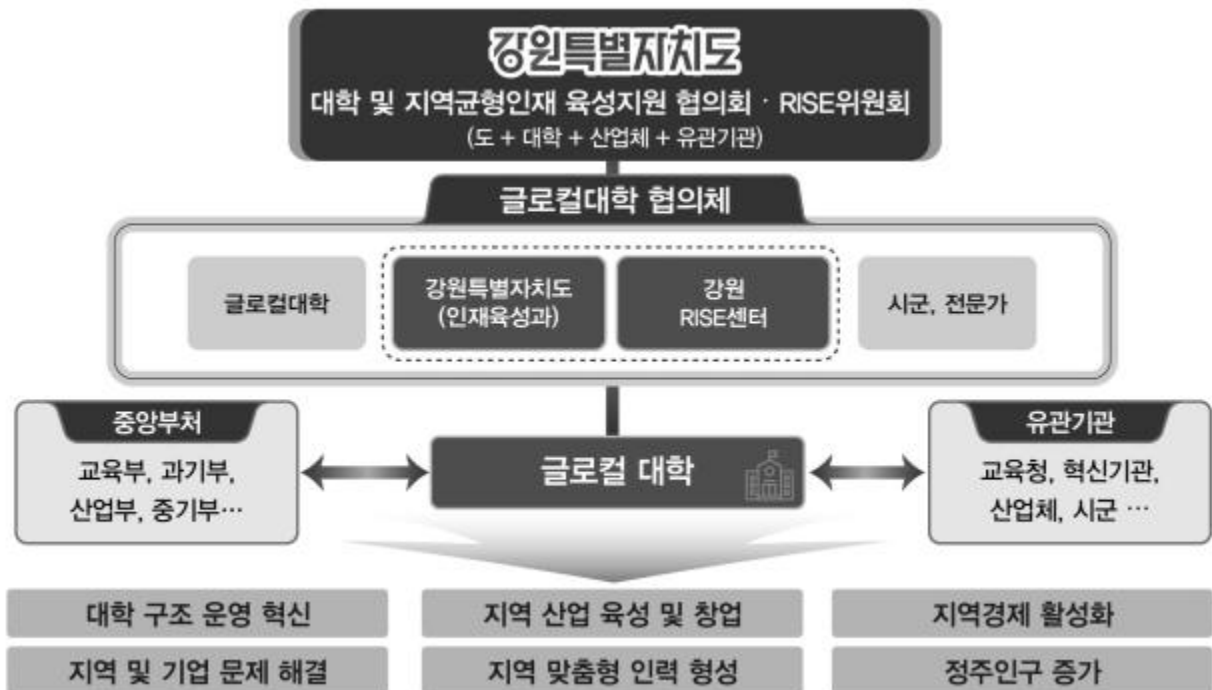 강원특별자치도
대학 및 지역균형인재 육성지원 협의회 · RISE위원회
(도 + 대학 + 산업체 + 유관기관)
글로컬대학 협의체
글로컬대학
강원특별자치도
(인재육성과)
강원
RISE센터
시군, 전문가
중앙부처
교육부, 과기부,
산업부, 중기부…
글로컬 대학
유관기관
교육청, 혁신기관,
산업체, 시군 …
대학 구조 운영 혁신
지역 산업 육성 및 창업
지역경제 활성화
지역 및 기업 문제 해결
지역 맞춤형 인력 형성
정주인구 증가